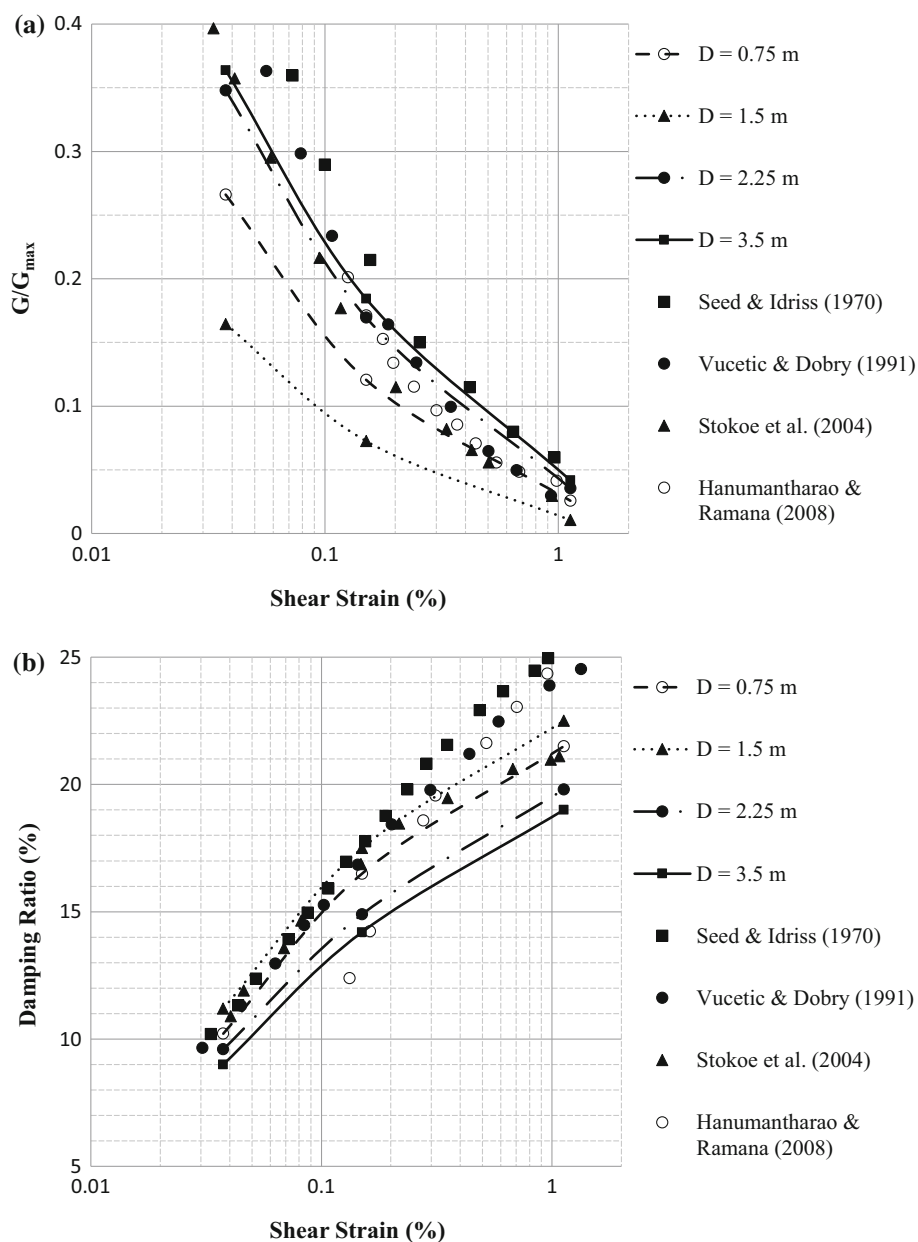 (a)
0.4
0.3
0.2
0.1
0
G/Gmax
0.01
0.1
1
Shear Strain (%)
D = 0.75 m
D = 1.5 m
D = 2.25 m
D = 3.5 m
Seed & Idriss (1970)
Vucetic & Dobry (1991)
Stokoe et al. (2004)
Hanumantharao &
Ramana (2008)
(b)
25
20
15
10
5
Damping Ratio (%)
0.01
0.1
1
Shear Strain (%)
D = 0.75 m
D = 1.5 m
D = 2.25 m
D = 3.5 m
Seed & Idriss (1970)
Vucetic & Dobry (1991)
Stokoe et al. (2004)
Hanumantharao &
Ramana (2008)